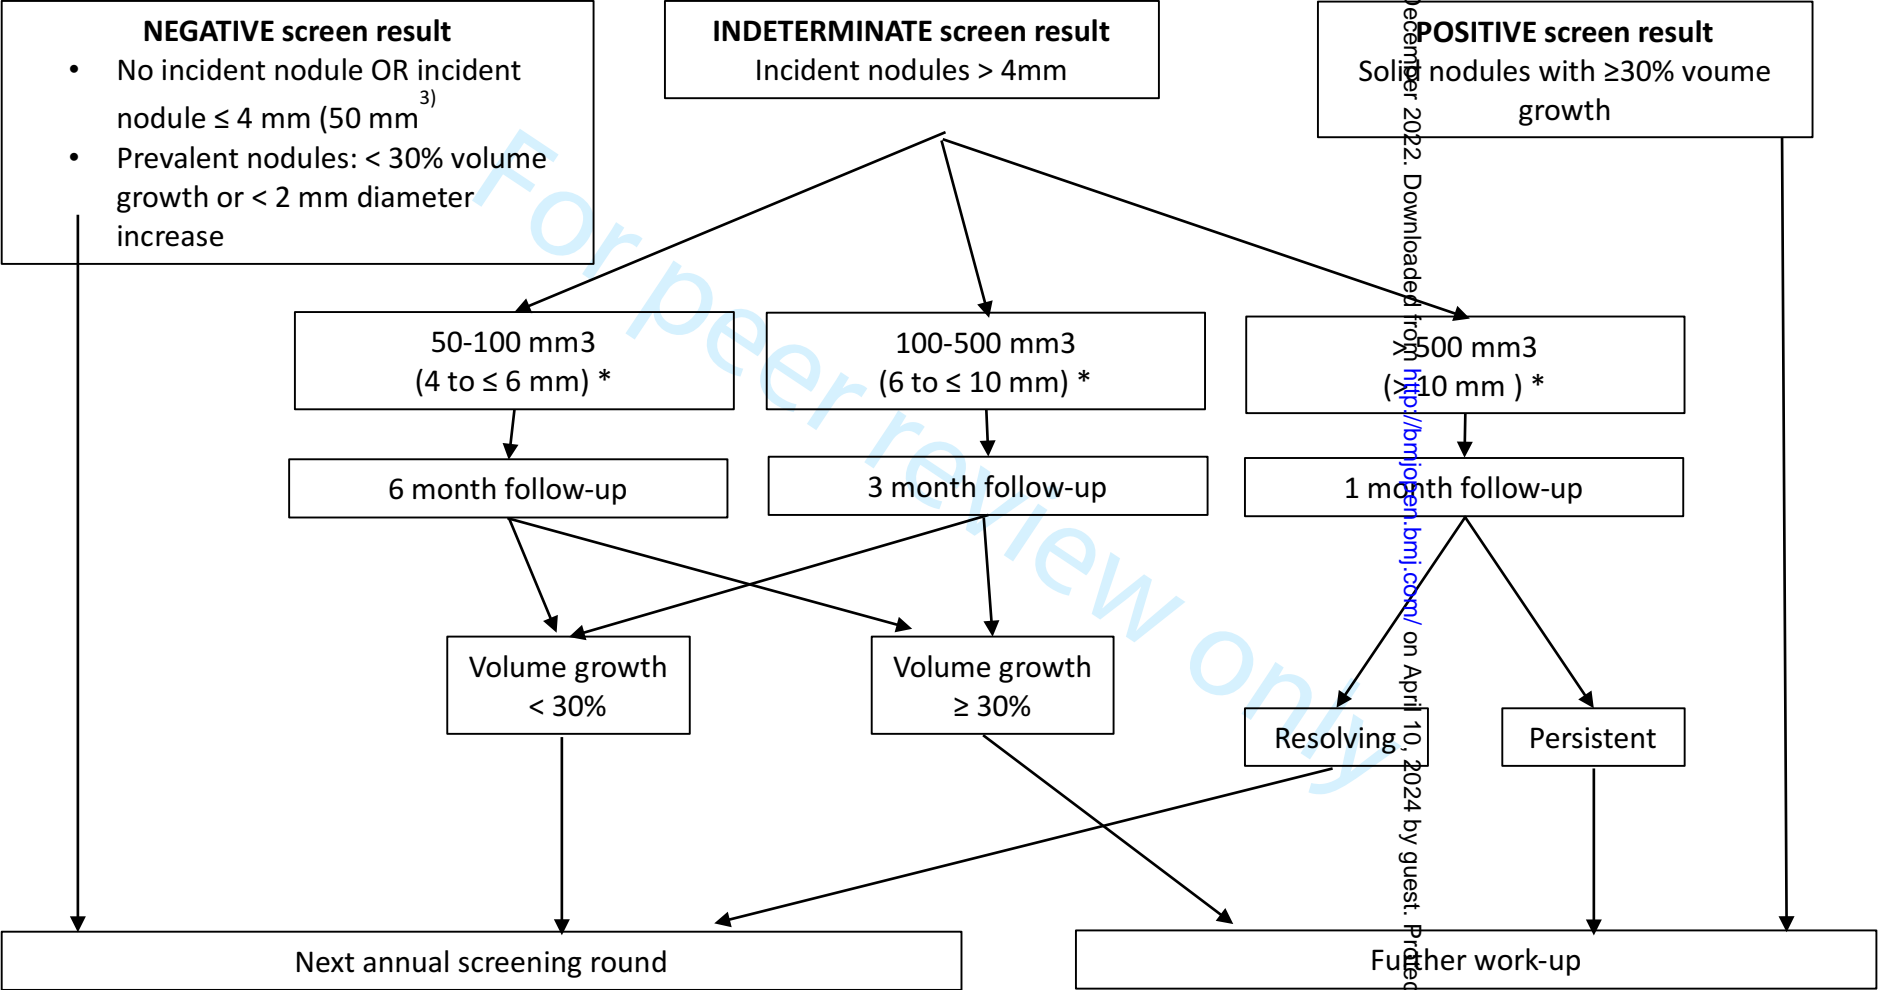 NEGATIVE screen result
• No incident nodule OR incident
nodule ≤ 4 mm (50 mm3)
• Prevalent nodules: < 30% volume
growth or < 2 mm diameter
increase
INDETERMINATE screen result
Incident nodules > 4mm
POSITIVE screen result
Solid nodules with ≥30% voume
growth
50-100 mm3
(4 to ≤ 6 mm) *
100-500 mm3
(6 to ≤ 10 mm) *
> 500 mm3
(> 10 mm ) *
6 month follow-up
3 month follow-up
1 month follow-up
Volume growth
< 30%
Volume growth
≥ 30%
Resolving
Persistent
Next annual screening round
Further work-up
For peer review only
December 2022. Downloaded from http://bmjopen.bmj.com/ on April 10, 2024 by guest.